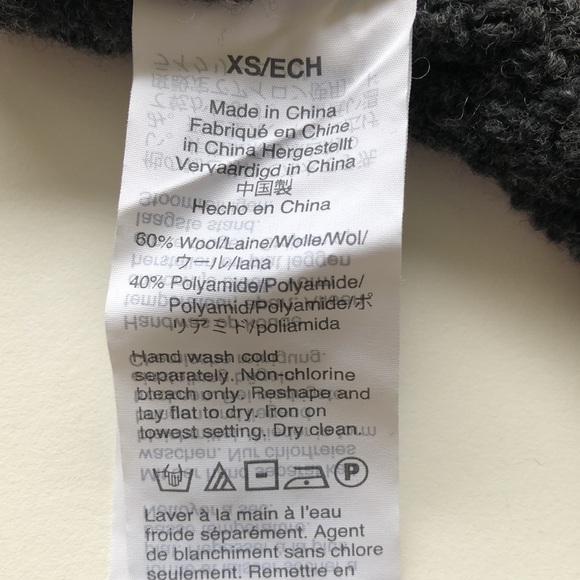 XS/ECH
Made in China
Fabriqué en Chine
in China Hergestellt
Vervaardigd in China
中国製
Hecho en China
60% Wool/Laine/Wolle/Wol/
ウール/lana
40% Polyamide/Polyamide/
Polyamid/Polyamide/ポ
リアミド/poliamida
Hand wash cold
separately. Non-chlorine
bleach only. Reshape and
lay flat to dry. Iron on
lowest setting. Dry clean.
P
Laver à la main à l'eau
froide séparément. Agent
de blanchiment sans chlore
seulement. Remettre en